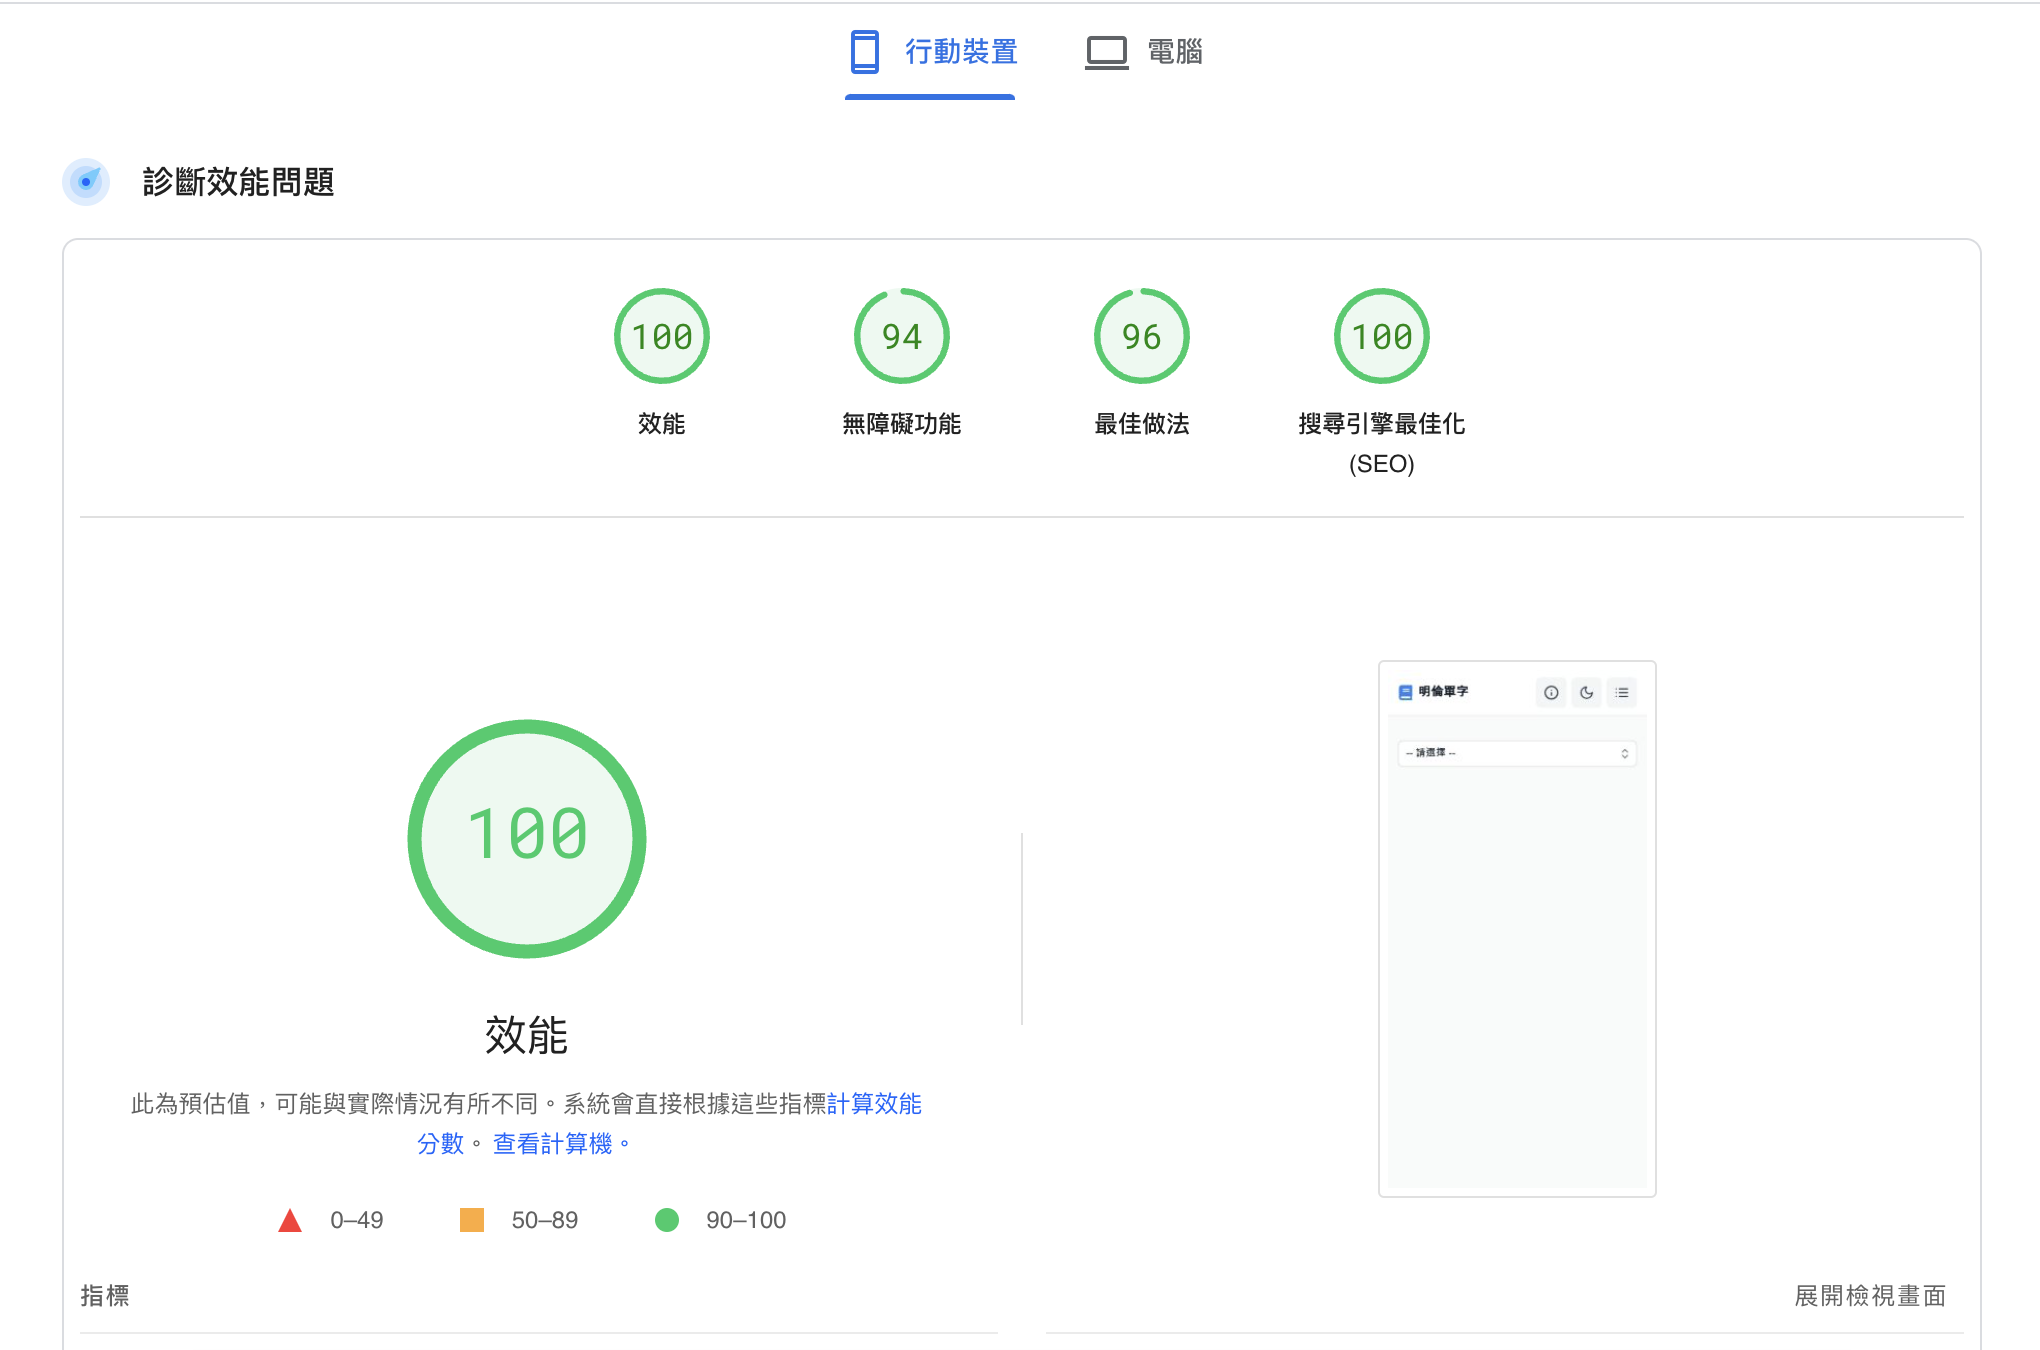 行動裝置
電腦
診斷效能問題
100
94
96
100
效能
無障礙功能
最佳做法
搜尋引擎最佳化
(SEO)
100
效能
此為預估值，可能與實際情況有所不同。系統會直接根據這些指標計算效能
分數。 查看計算機。
0–49
50–89
90–100
明倫單字
-- 請選擇 --
指標
展開檢視畫面